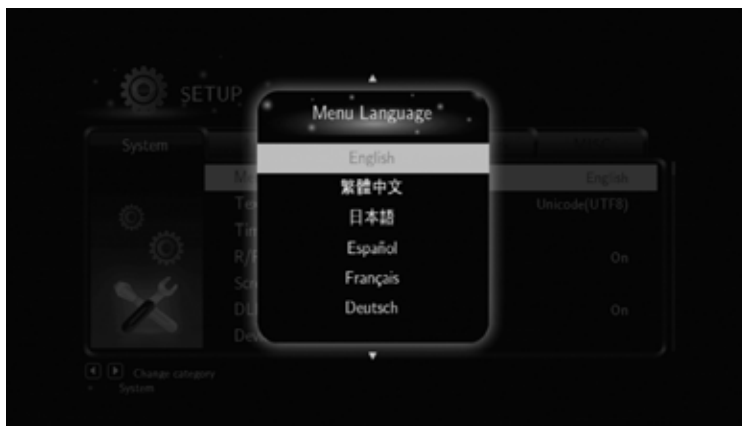 SETUP
Menu Language
System
English
English
繁體中文
Unicode(UTF8)
日本語
Español
On
Français
Deutsch
On
Change category
System